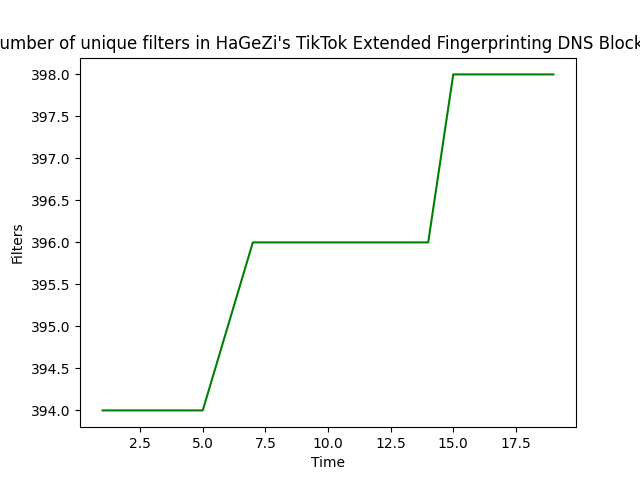 umber of unique filters in HaGeZi's TikTok Extended Fingerprinting DNS Block
398.0
397.5
397.0
396.5
396.0
395.5
395.0
394.5
394.0
Filters
2.5 5.0 7.5 10.0 12.5 15.0 17.5
Time